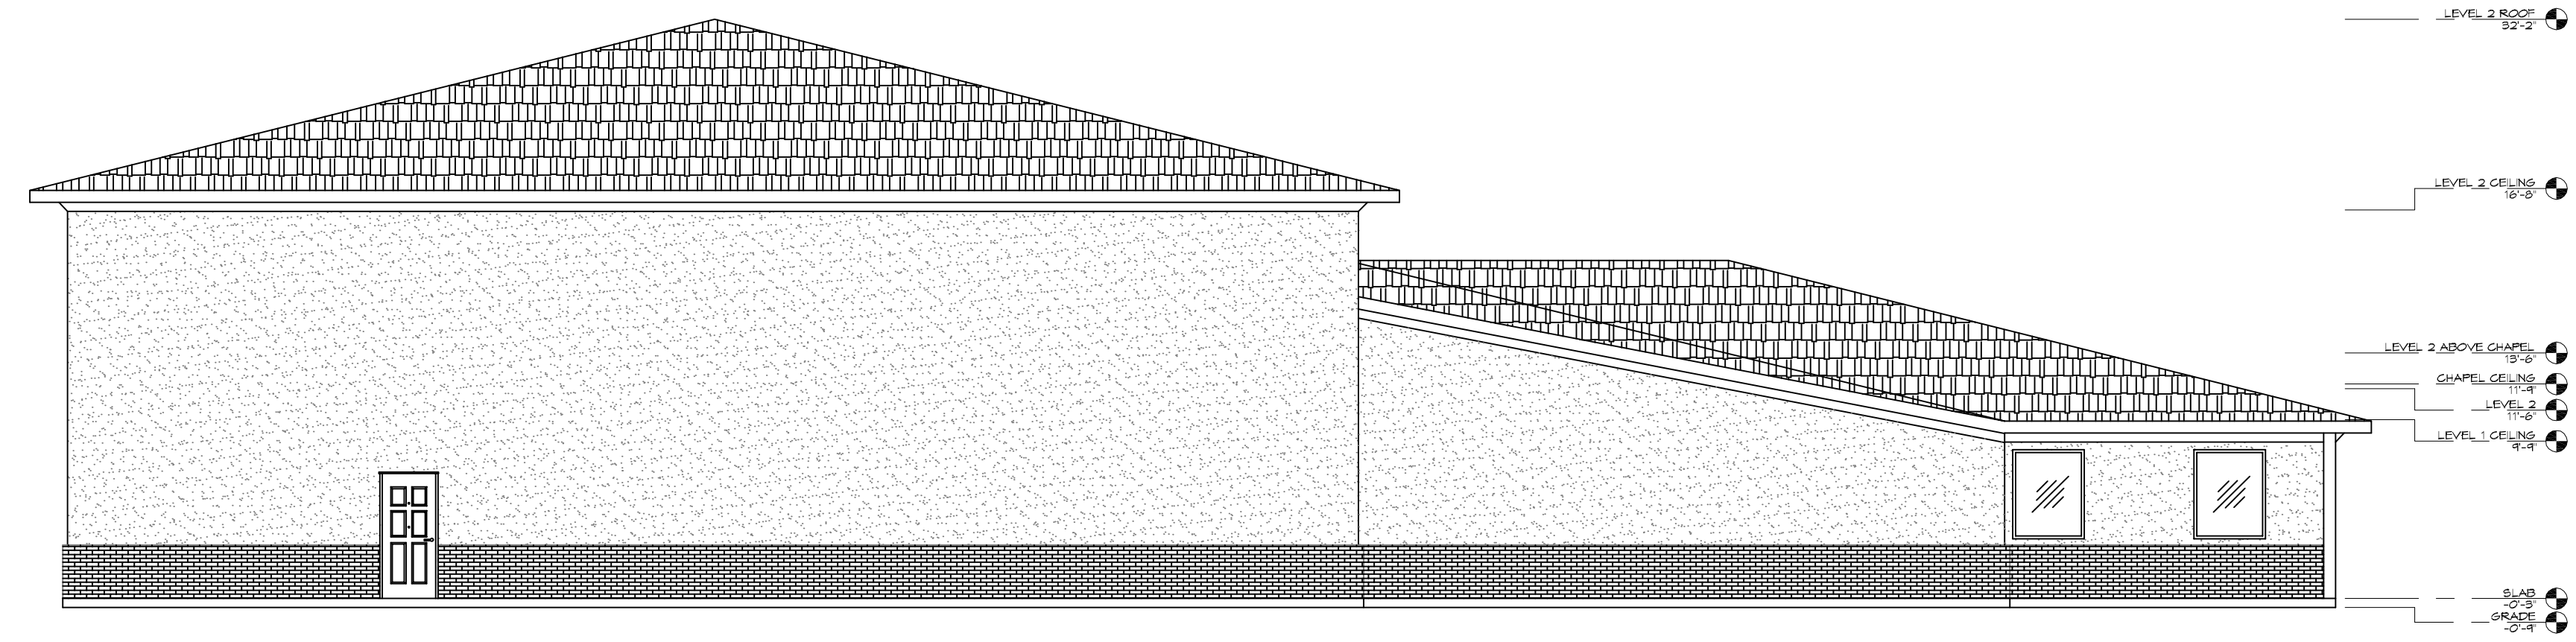 LEVEL 2 ROOF
32'-2"
LEVEL 2 CEILING
16'-8"
LEVEL 2 ABOVE CHAPEL
13'-6"
CHAPEL CEILING
11'-9"
LEVEL 2
11'-6"
LEVEL 1 CEILING
9'-9"
SLAB
-0'-3"
GRADE
-0'-9"